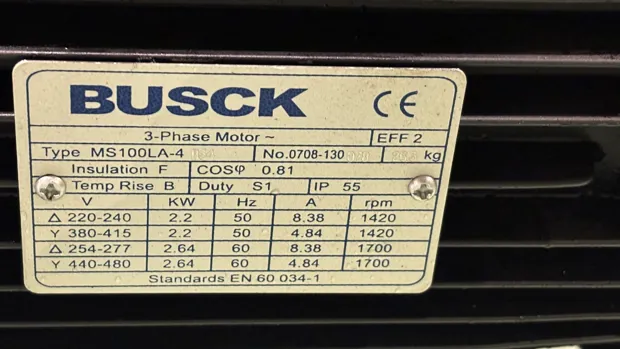 BUSCK CE
3-Phase Motor ~ EFF 2
Type MS100LA-4 No.0708-130 kg
Insulation F COSφ 0.81
Temp Rise B Duty S1 IP 55
V KW Hz A rpm
Δ 220-240 2.2 50 8.38 1420
Y 380-415 2.2 50 4.84 1420
Δ 254-277 2.64 60 8.38 1700
Y 440-480 2.64 60 4.84 1700
Standards EN 60 034-1